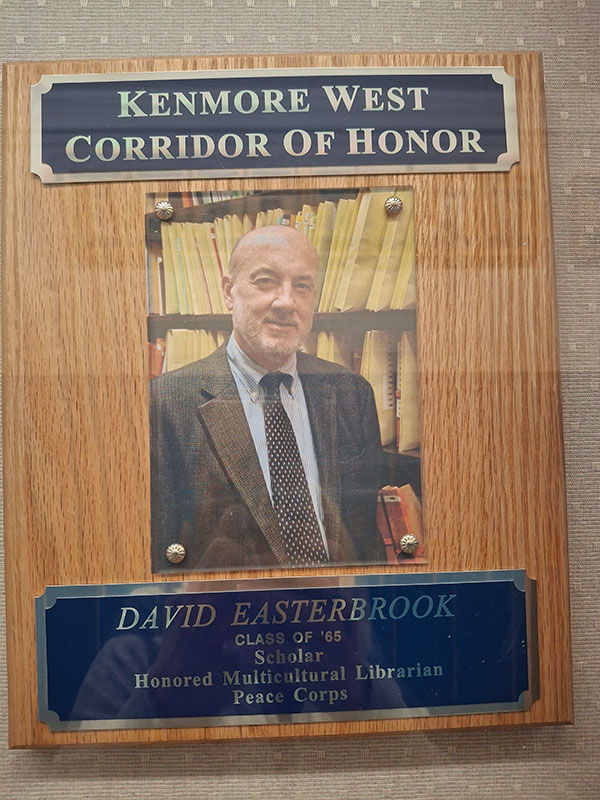 KENMORE WEST
CORRIDOR OF HONOR
DAVID EASTERBROOK
CLASS OF '65
Scholar
Honored Multicultural Librarian
Peace Corps